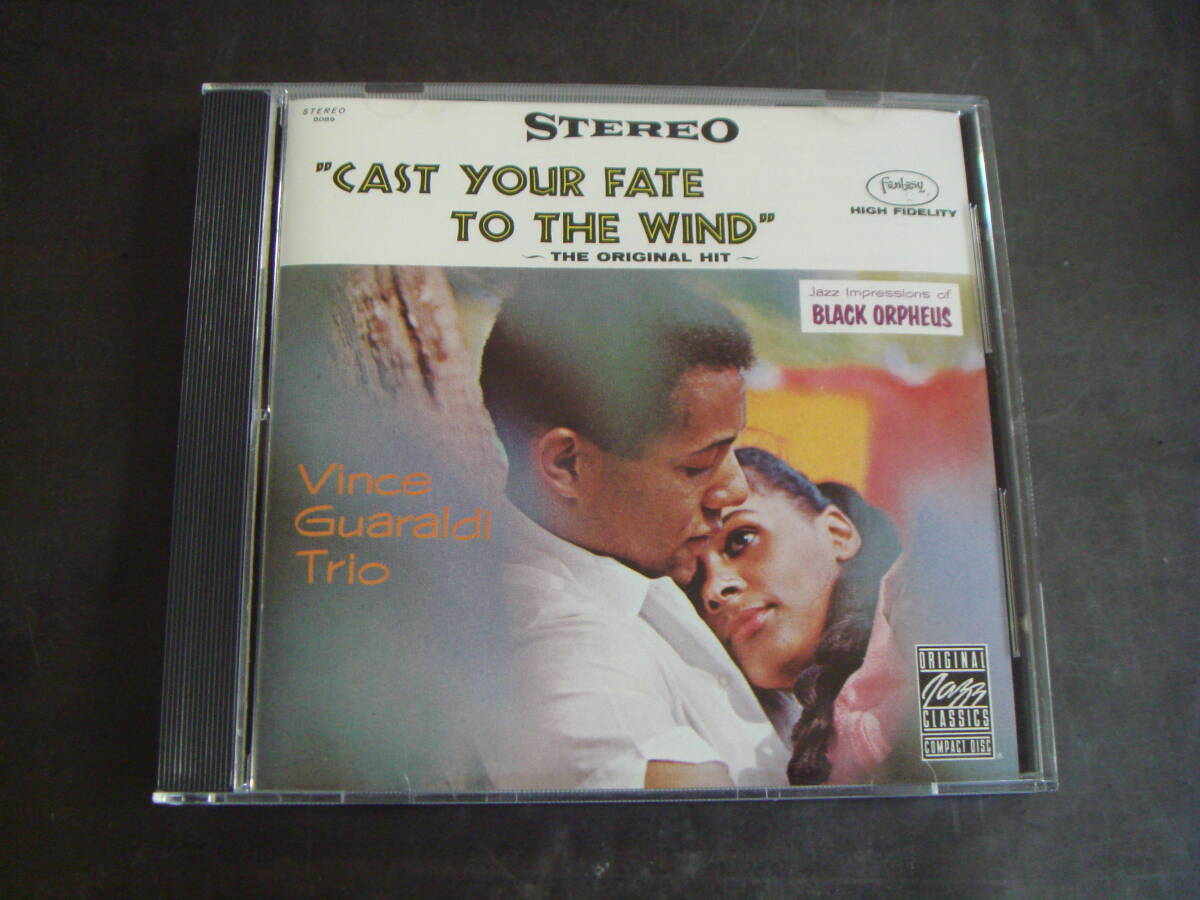 STEREO
8089
STEREO
"CAST YOUR FATE
TO THE WIND"
~ THE ORIGINAL HIT ~
Fantasy
HIGH FIDELITY
Jazz Impressions of
BLACK ORPHEUS
Vince
Guaraldi
Trio
ORIGINAL
Jazz
CLASSICS
COMPACT DISC